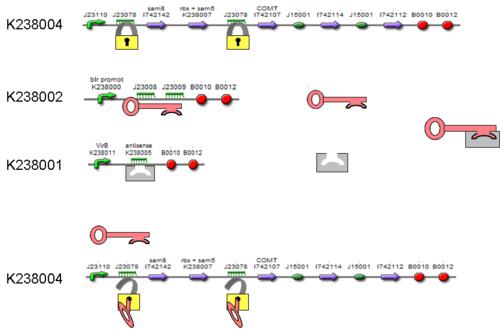 sam8 rbs + sam5 COMT
K238004 J23110 J23078 I742142 K238007 J23078 I742107 J15001 I742114 J15001 I742112 B0010 B0012
blr promot
K238002 K238000 J23008 J23009 B0010 B0012
VirB antisense
K238001 K238011 K238005 B0010 B0012
sam8 rbs + sam5 COMT
K238004 J23110 J23078 I742142 K238007 J23078 I742107 J15001 I742114 J15001 I742112 B0010 B0012